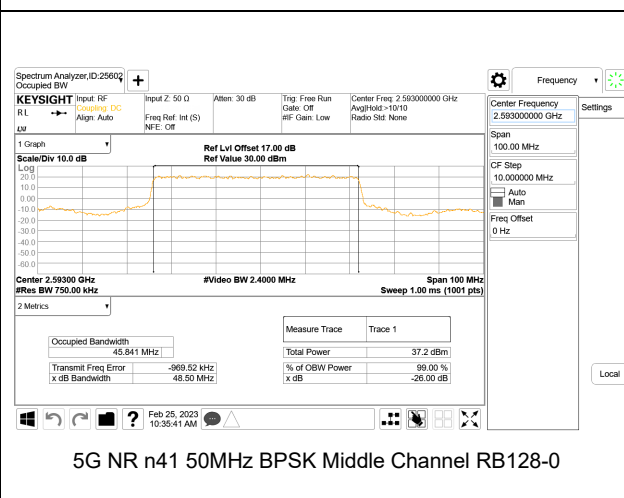 Spectrum Analyzer,ID:25602
Occupied BW
+
Frequency
KEYSIGHT
RL
Input: RF
Coupling: DC
Align: Auto
Input Z: 50 Ω
Freq Ref: Int (S)
NFE: Off
Atten: 30 dB
Trig: Free Run
Gate: Off
#IF Gain: Low
Center Freq: 2.593000000 GHz
Avg|Hold:>10/10
Radio Std: None
1 Graph
Scale/Div 10.0 dB
Ref Lvl Offset 17.00 dB
Ref Value 30.00 dBm
Log
20.0
10.0
0.00
-10.0
-20.0
-30.0
-40.0
-50.0
-60.0
Center 2.59300 GHz
#Res BW 750.00 kHz
#Video BW 2.4000 MHz
Span 100 MHz
Sweep 1.00 ms (1001 pts)
2 Metrics
Measure Trace Trace 1
Occupied Bandwidth
45.841 MHz
Total Power 37.2 dBm
Transmit Freq Error -969.52 kHz
% of OBW Power 99.00 %
x dB Bandwidth 48.50 MHz
x dB -26.00 dB
Center Frequency
2.593000000 GHz
Settings
Span
100.00 MHz
CF Step
10.000000 MHz
Auto
Man
Freq Offset
0 Hz
Local
?
Feb 25, 2023
10:35:41 AM
5G NR n41 50MHz BPSK Middle Channel RB128-0